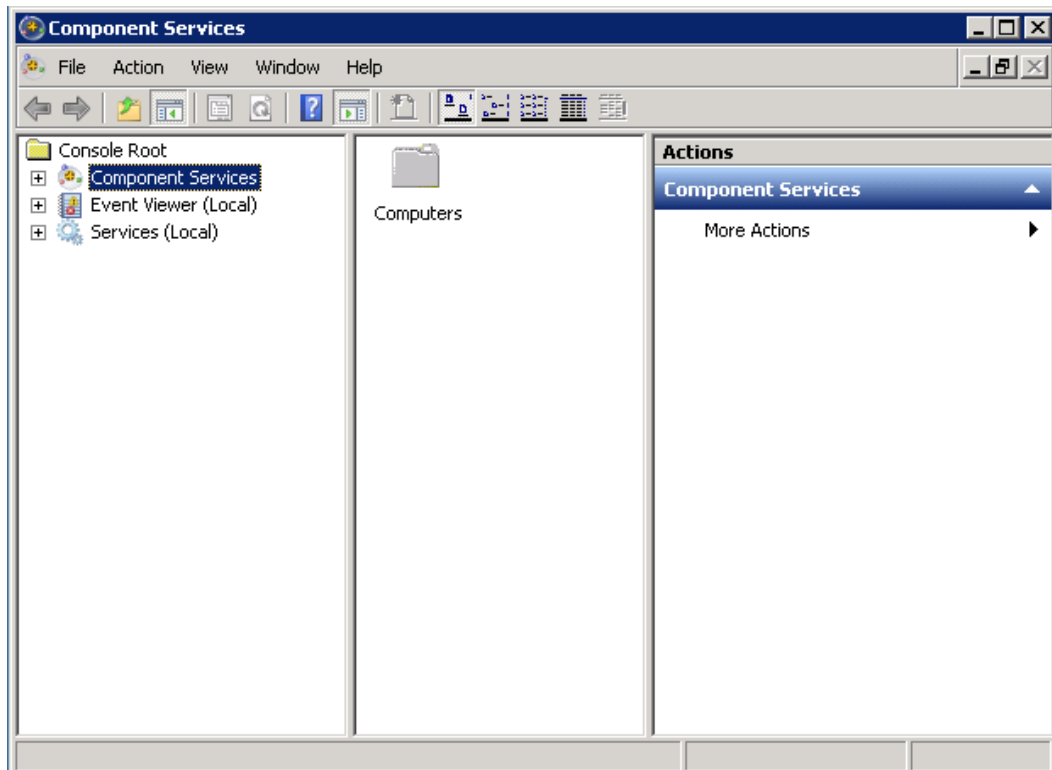 Component Services
File Action View Window Help
Console Root
Component Services
Event Viewer (Local)
Services (Local)
Computers
Actions
Component Services
More Actions